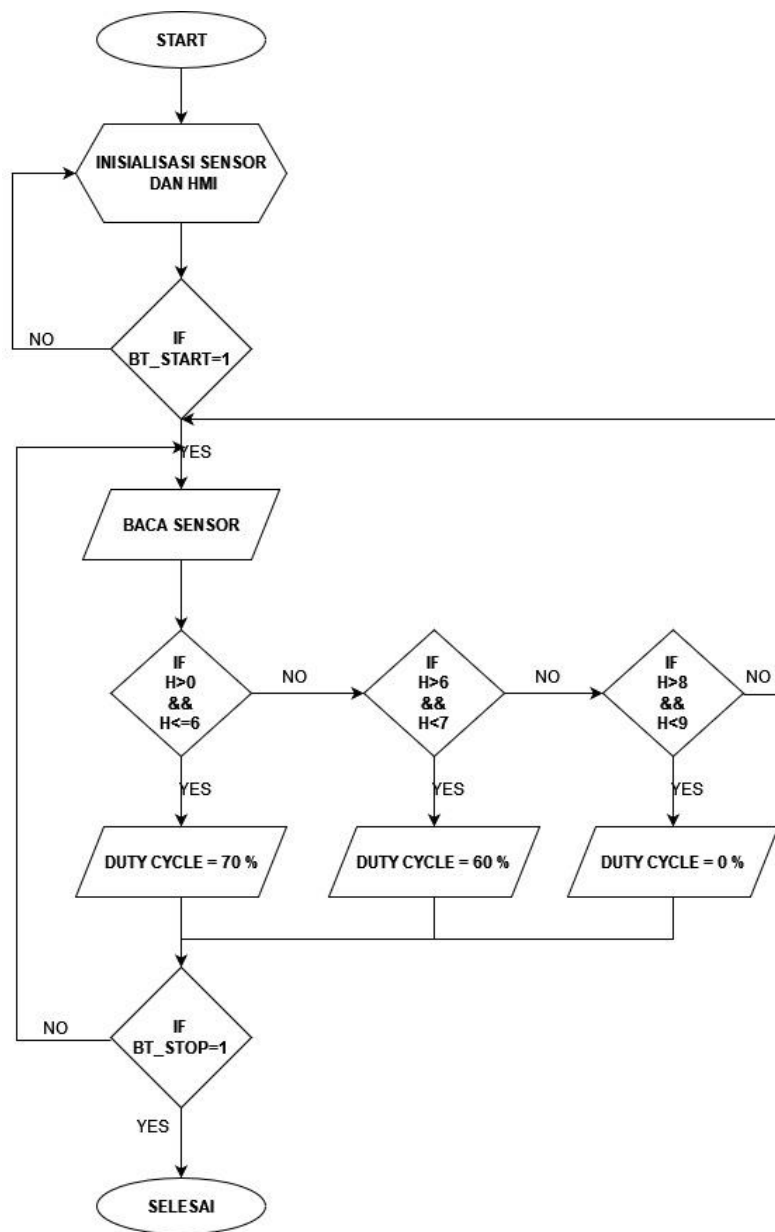 START
INISIALISASI SENSOR
DAN HMI
IF
BT_START=1
NO
YES
BACA SENSOR
IF
H>0
&&
H<=6
NO
IF
H>6
&&
H<7
NO
IF
H>8
&&
H<9
NO
YES
YES
YES
DUTY CYCLE = 70 %
DUTY CYCLE = 60 %
DUTY CYCLE = 0 %
IF
BT_STOP=1
NO
YES
SELESAI